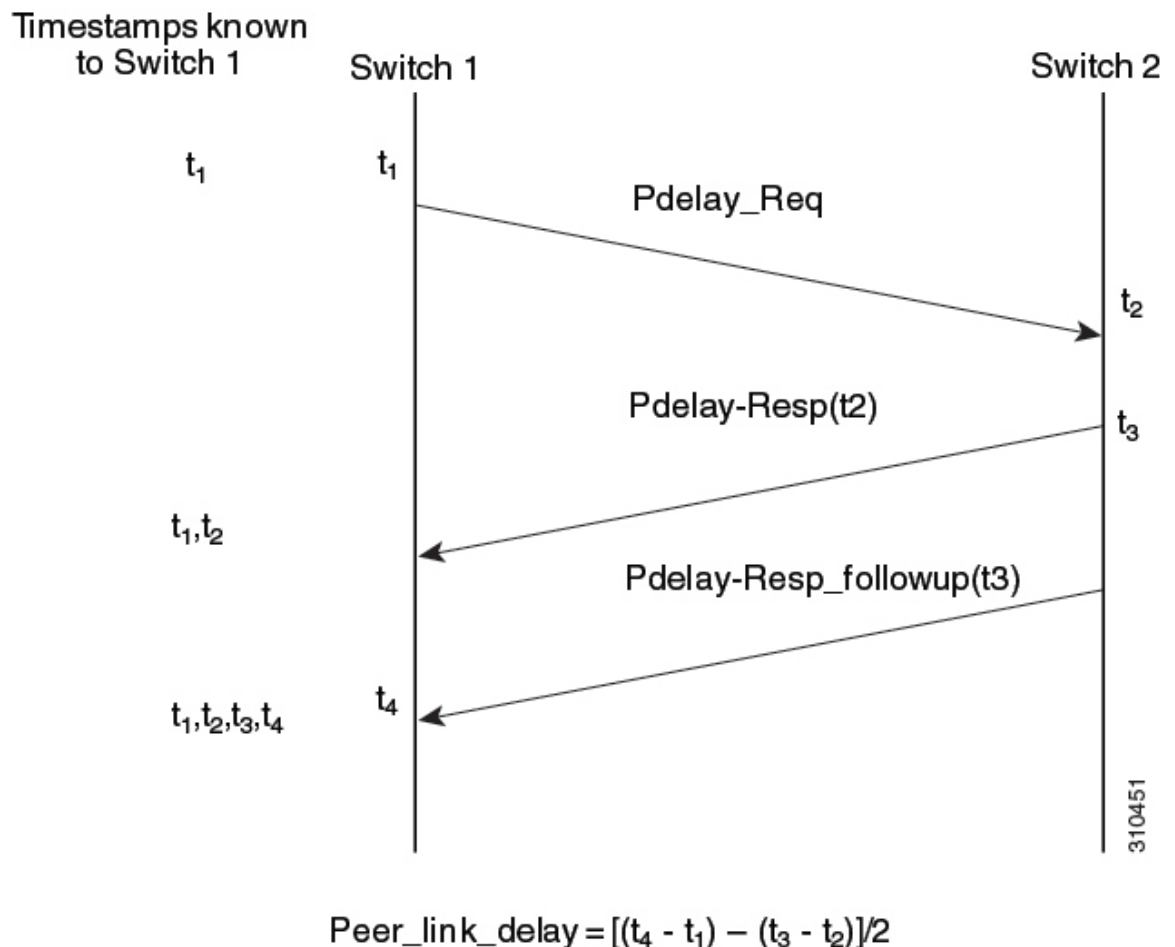 Timestamps known
to Switch 1
Switch 1
Switch 2
t₁
t₁
Pdelay_Req
t₂
Pdelay-Resp(t2)
t₃
t₁,t₂
Pdelay-Resp_followup(t3)
t₄
t₁,t₂,t₃,t₄
310451
Peer_link_delay = [(t₄ - t₁) – (t₃ - t₂)]/2